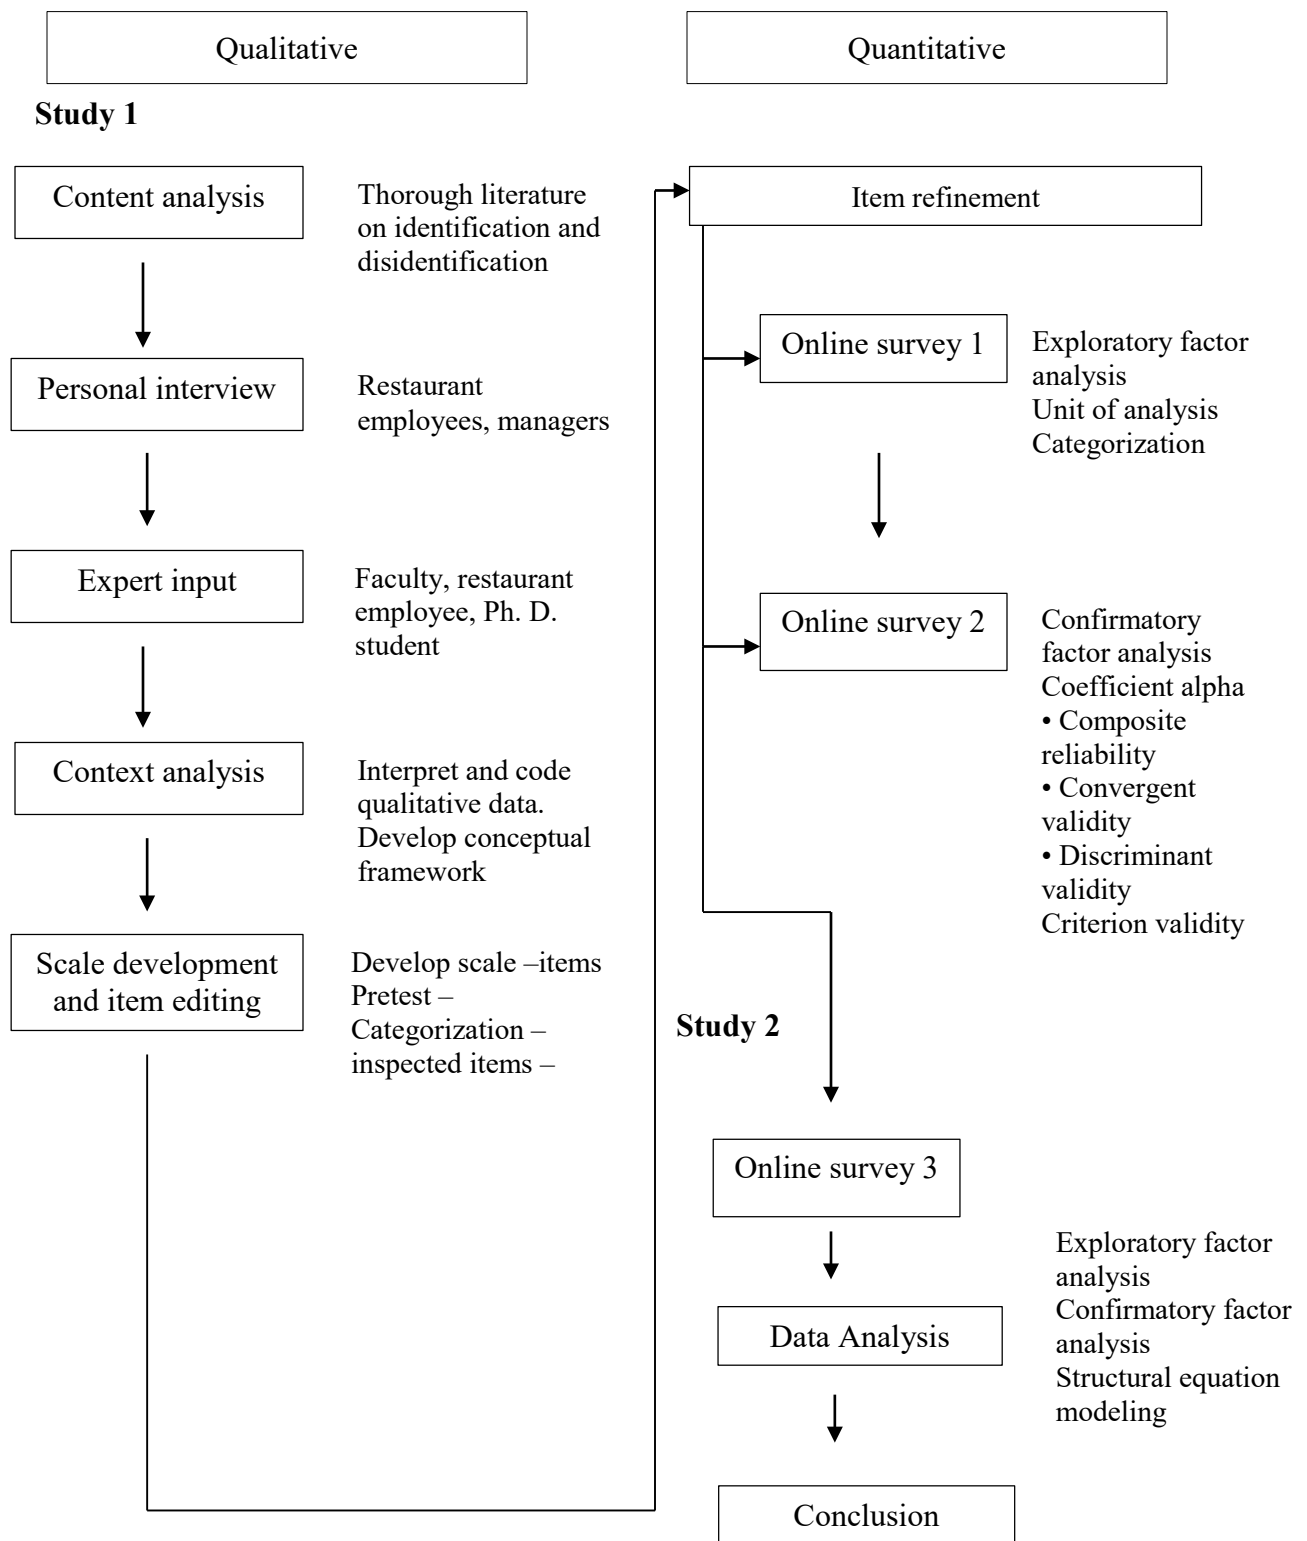 Qualitative
Quantitative
Study 1
Content analysis
Thorough literature
on identification and
disidentification
Personal interview
Restaurant
employees, managers
Expert input
Faculty, restaurant
employee, Ph. D.
student
Context analysis
Interpret and code
qualitative data.
Develop conceptual
framework
Scale development
and item editing
Develop scale –items
Pretest –
Categorization –
inspected items –
Item refinement
Online survey 1
Exploratory factor
analysis
Unit of analysis
Categorization
Online survey 2
Confirmatory
factor analysis
Coefficient alpha
• Composite
reliability
• Convergent
validity
• Discriminant
validity
Criterion validity
Study 2
Online survey 3
Exploratory factor
analysis
Confirmatory factor
analysis
Structural equation
modeling
Data Analysis
Conclusion